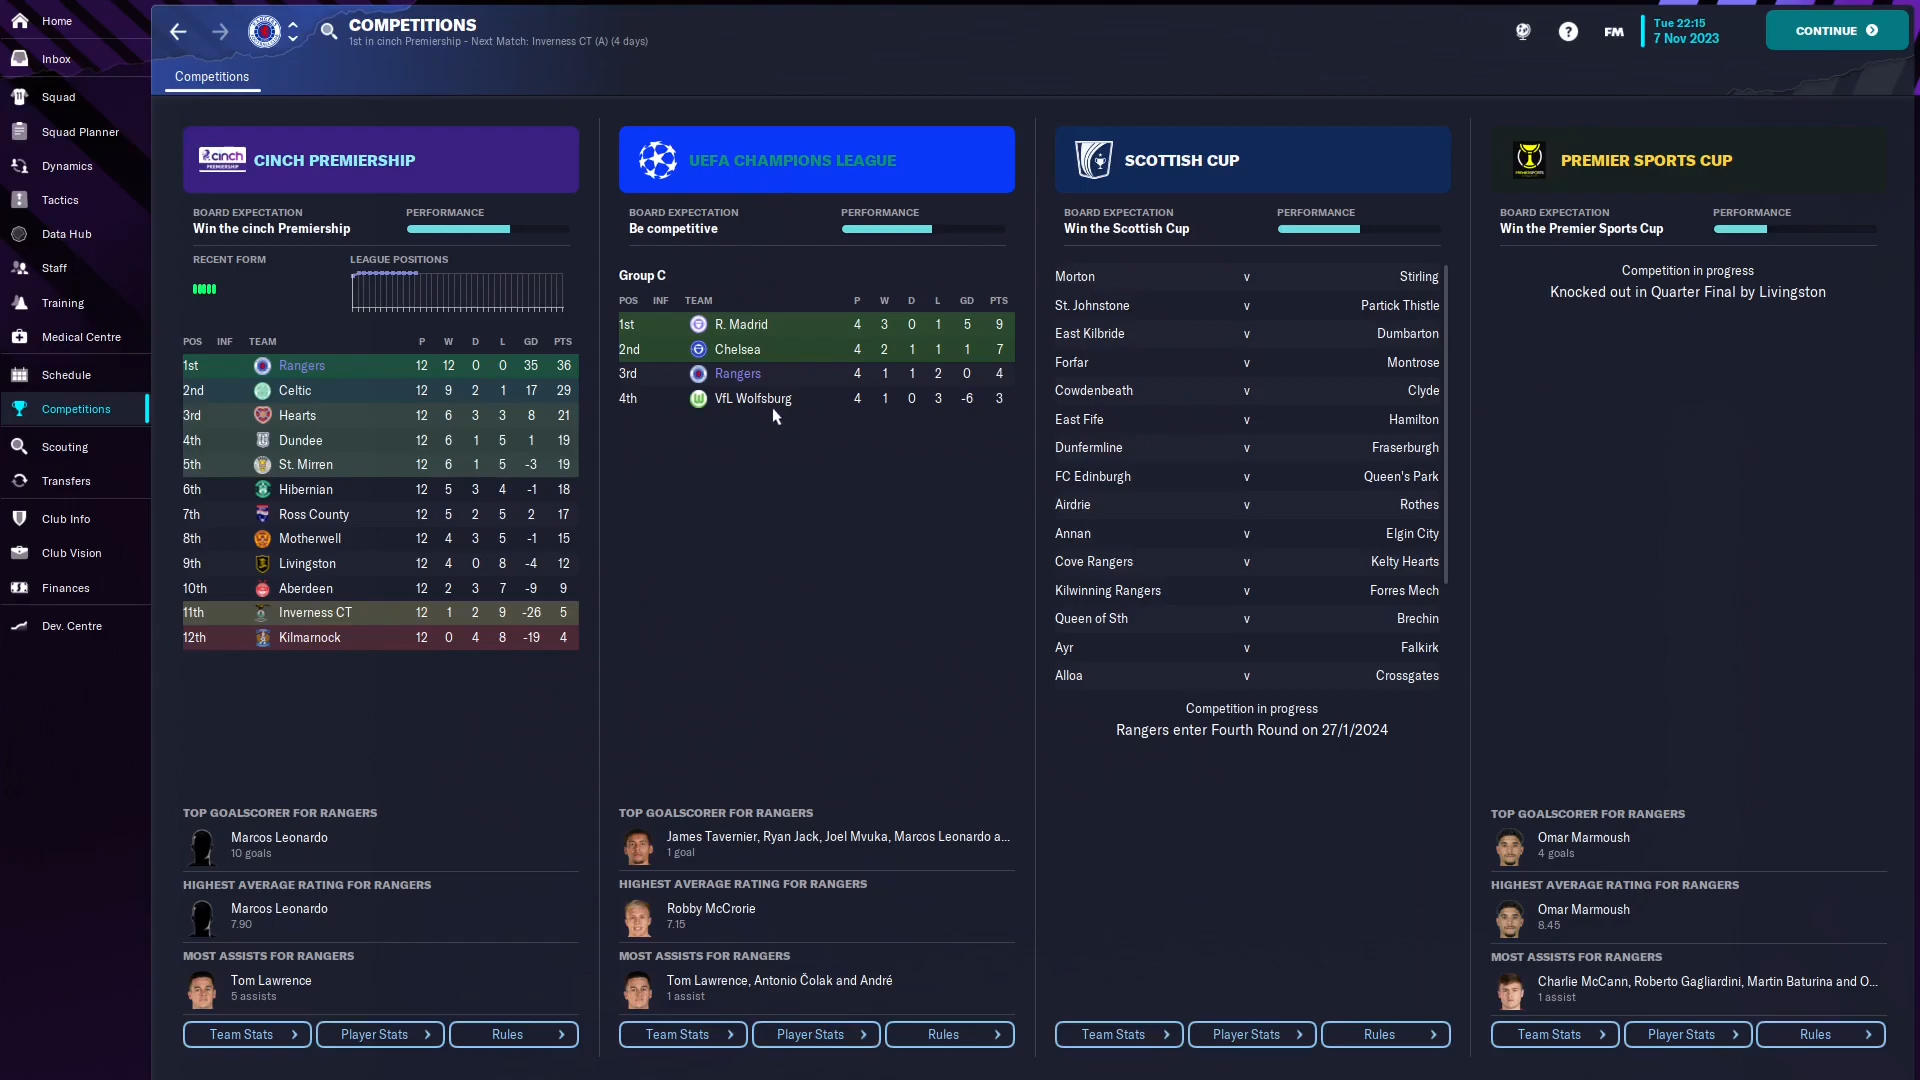 Home
Inbox
Squad
Squad Planner
Dynamics
Tactics
Data Hub
Staff
Training
Medical Centre
Schedule
Competitions
Scouting
Transfers
Club Info
Club Vision
Finances
Dev. Centre
COMPETITIONS
1st in cinch Premiership - Next Match: Inverness CT (A) (4 days)
FM
Tue 22:15
7 Nov 2023
CONTINUE
Competitions
cinch
PREMIERSHIP
CINCH PREMIERSHIP
BOARD EXPECTATION PERFORMANCE
Win the cinch Premiership
RECENT FORM LEAGUE POSITIONS
POS INF TEAM P W D L GD PTS
1st Rangers 12 12 0 0 35 36
2nd Celtic 12 9 2 1 17 29
3rd Hearts 12 6 3 3 8 21
4th Dundee 12 6 1 5 1 19
5th St. Mirren 12 6 1 5 -3 19
6th Hibernian 12 5 3 4 -1 18
7th Ross County 12 5 2 5 2 17
8th Motherwell 12 4 3 5 -1 15
9th Livingston 12 4 0 8 -4 12
10th Aberdeen 12 2 3 7 -9 9
11th Inverness CT 12 1 2 9 -26 5
12th Kilmarnock 12 0 4 8 -19 4
TOP GOALSCORER FOR RANGERS
Marcos Leonardo
10 goals
HIGHEST AVERAGE RATING FOR RANGERS
Marcos Leonardo
7.90
MOST ASSISTS FOR RANGERS
Tom Lawrence
5 assists
Team Stats Player Stats Rules
UEFA CHAMPIONS LEAGUE
BOARD EXPECTATION PERFORMANCE
Be competitive
Group C
POS INF TEAM P W D L GD PTS
1st R. Madrid 4 3 0 1 5 9
2nd Chelsea 4 2 1 1 1 7
3rd Rangers 4 1 1 2 0 4
4th VfL Wolfsburg 4 1 0 3 -6 3
TOP GOALSCORER FOR RANGERS
James Tavernier, Ryan Jack, Joel Mvuka, Marcos Leonardo a...
1 goal
HIGHEST AVERAGE RATING FOR RANGERS
Robby McCrorie
7.15
MOST ASSISTS FOR RANGERS
Tom Lawrence, Antonio Čolak and André
1 assist
Team Stats Player Stats Rules
SCOTTISH CUP
BOARD EXPECTATION PERFORMANCE
Win the Scottish Cup
Morton v Stirling
St. Johnstone v Partick Thistle
East Kilbride v Dumbarton
Forfar v Montrose
Cowdenbeath v Clyde
East Fife v Hamilton
Dunfermline v Fraserburgh
FC Edinburgh v Queen's Park
Airdrie v Rothes
Annan v Elgin City
Cove Rangers v Kelty Hearts
Kilwinning Rangers v Forres Mech
Queen of Sth v Brechin
Ayr v Falkirk
Alloa v Crossgates
Competition in progress
Rangers enter Fourth Round on 27/1/2024
Team Stats Player Stats Rules
PREMIER SPORTS CUP
BOARD EXPECTATION PERFORMANCE
Win the Premier Sports Cup
Competition in progress
Knocked out in Quarter Final by Livingston
TOP GOALSCORER FOR RANGERS
Omar Marmoush
4 goals
HIGHEST AVERAGE RATING FOR RANGERS
Omar Marmoush
8.45
MOST ASSISTS FOR RANGERS
Charlie McCann, Roberto Gagliardini, Martin Baturina and O...
1 assist
Team Stats Player Stats Rules